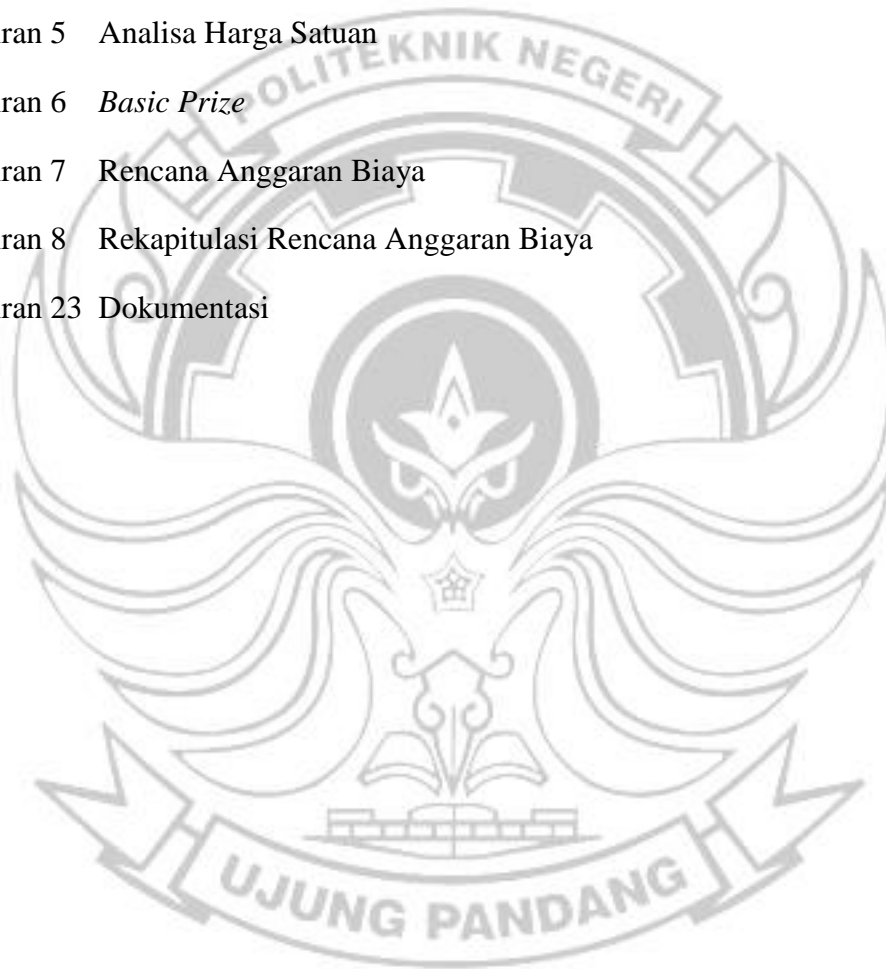 ran 5 Analisa Harga Satuan
ran 6 Basic Prize
ran 7 Rencana Anggaran Biaya
ran 8 Rekapitulasi Rencana Anggaran Biaya
ran 23 Dokumentasi
POLITEKNIK NEGERI
UJUNG PANDANG